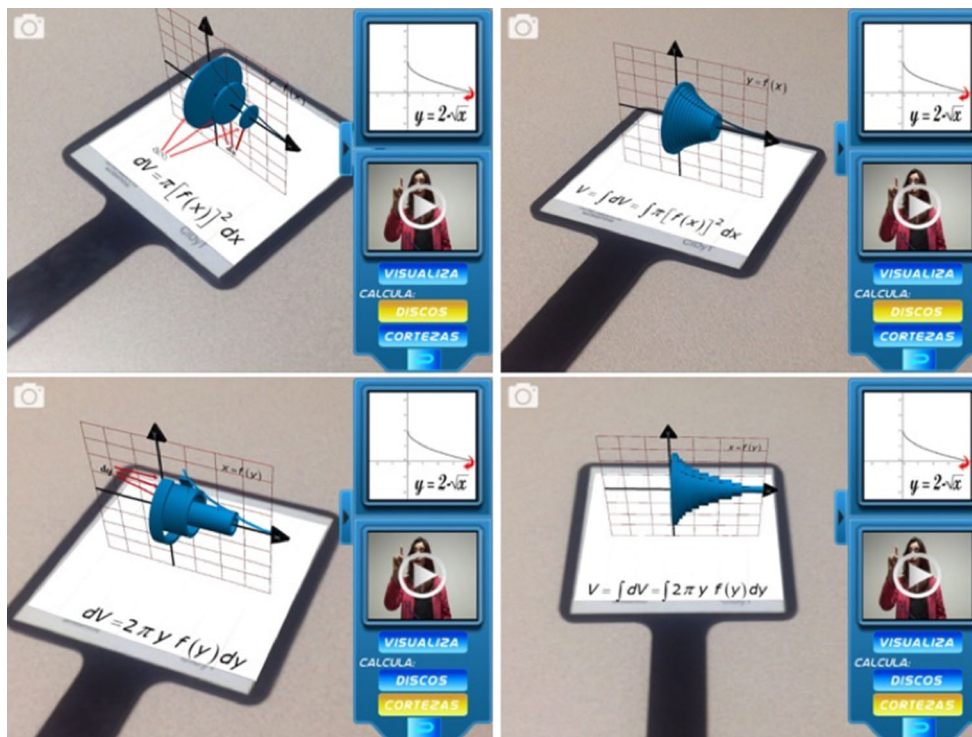 y=f(x)
dV=π[f(x)]² dx
y=2-√x
VISUALIZA
CALCULA:
DISCOS
CORTEZAS
y=f(x)
V=∫dV=∫π[f(x)]² dx
y=2-√x
VISUALIZA
CALCULA:
DISCOS
CORTEZAS
dy
x=f(y)
dV=2π y f(y)dy
y=2-√x
VISUALIZA
CALCULA:
DISCOS
CORTEZAS
x=f(y)
V=∫dV=∫2π y f(y)dy
y=2-√x
VISUALIZA
CALCULA:
DISCOS
CORTEZAS